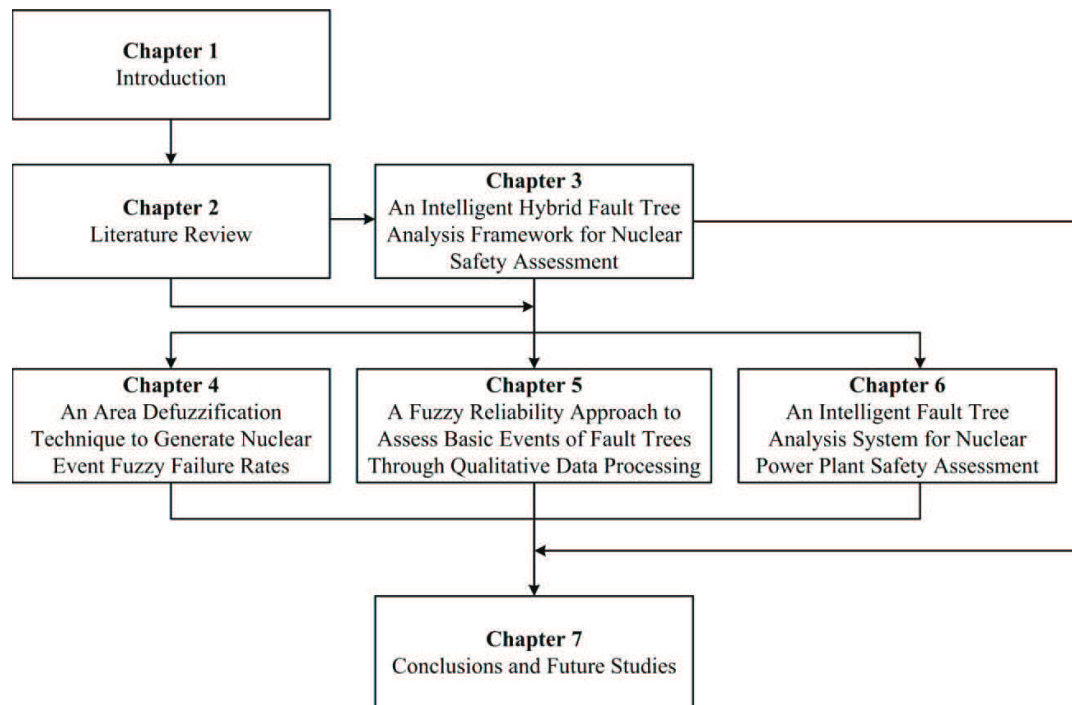 Chapter 1
Introduction
Chapter 2
Literature Review
Chapter 3
An Intelligent Hybrid Fault Tree
Analysis Framework for Nuclear
Safety Assessment
Chapter 4
An Area Defuzzification
Technique to Generate Nuclear
Event Fuzzy Failure Rates
Chapter 5
A Fuzzy Reliability Approach to
Assess Basic Events of Fault Trees
Through Qualitative Data Processing
Chapter 6
An Intelligent Fault Tree
Analysis System for Nuclear
Power Plant Safety Assessment
Chapter 7
Conclusions and Future Studies